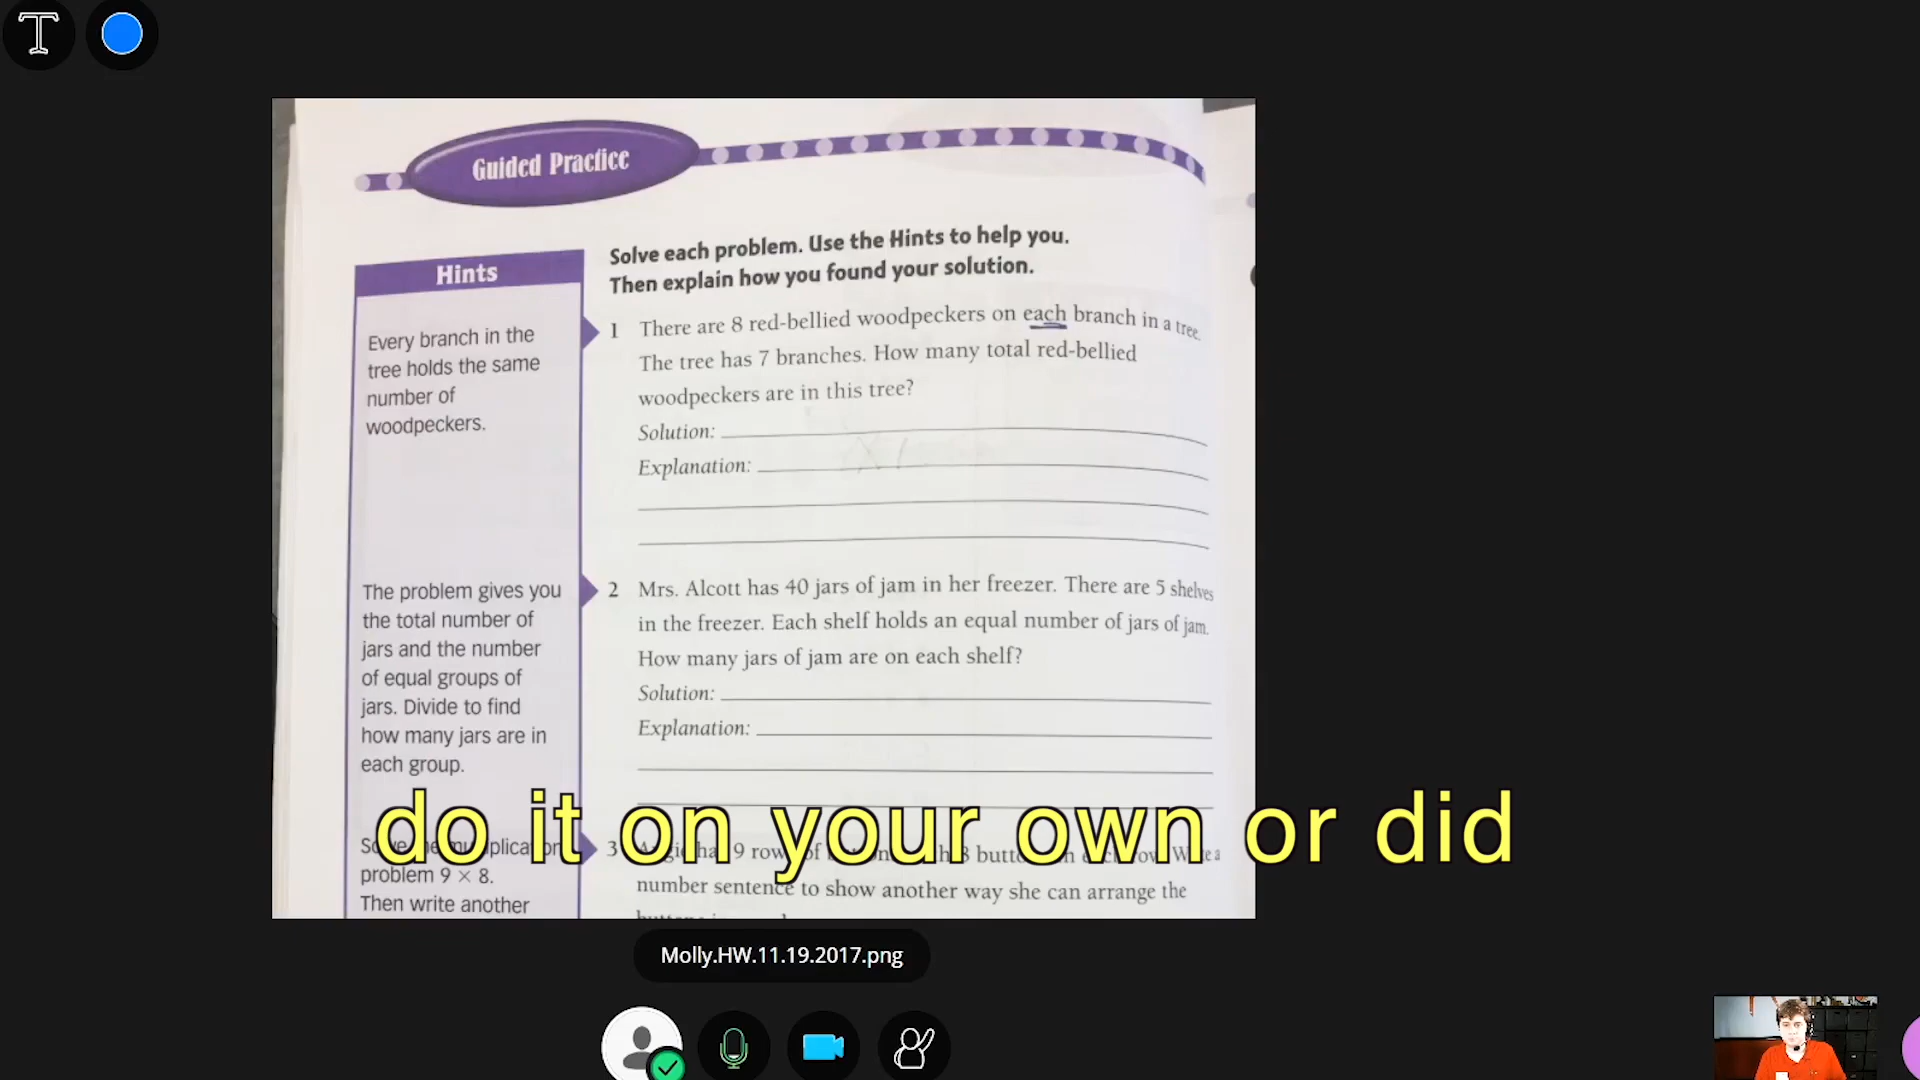 T
Guided Practice
Solve each problem. Use the Hints to help you.
Then explain how you found your solution.
Hints
Every branch in the
tree holds the same
number of
woodpeckers.
1 There are 8 red-bellied woodpeckers on each branch in a tree.
The tree has 7 branches. How many total red-bellied
woodpeckers are in this tree?
Solution:
Explanation:
The problem gives you
the total number of
jars and the number
of equal groups of
jars. Divide to find
how many jars are in
each group.
2 Mrs. Alcott has 40 jars of jam in her freezer. There are 5 shelves
in the freezer. Each shelf holds an equal number of jars of jam.
How many jars of jam are on each shelf?
Solution:
Explanation:
problem 9 × 8.
Then write another
3 9
number sentence to show another way she can arrange the
do it on your own or did
Molly.HW.11.19.2017.png